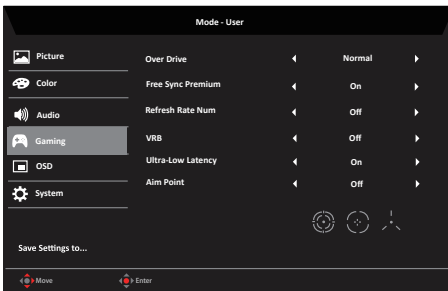 Mode - User
Picture
Color
Audio
Gaming
OSD
System
Save Settings to...
Over Drive Normal
Free Sync Premium On
Refresh Rate Num Off
VRB Off
Ultra-Low Latency On
Aim Point Off
Move Enter